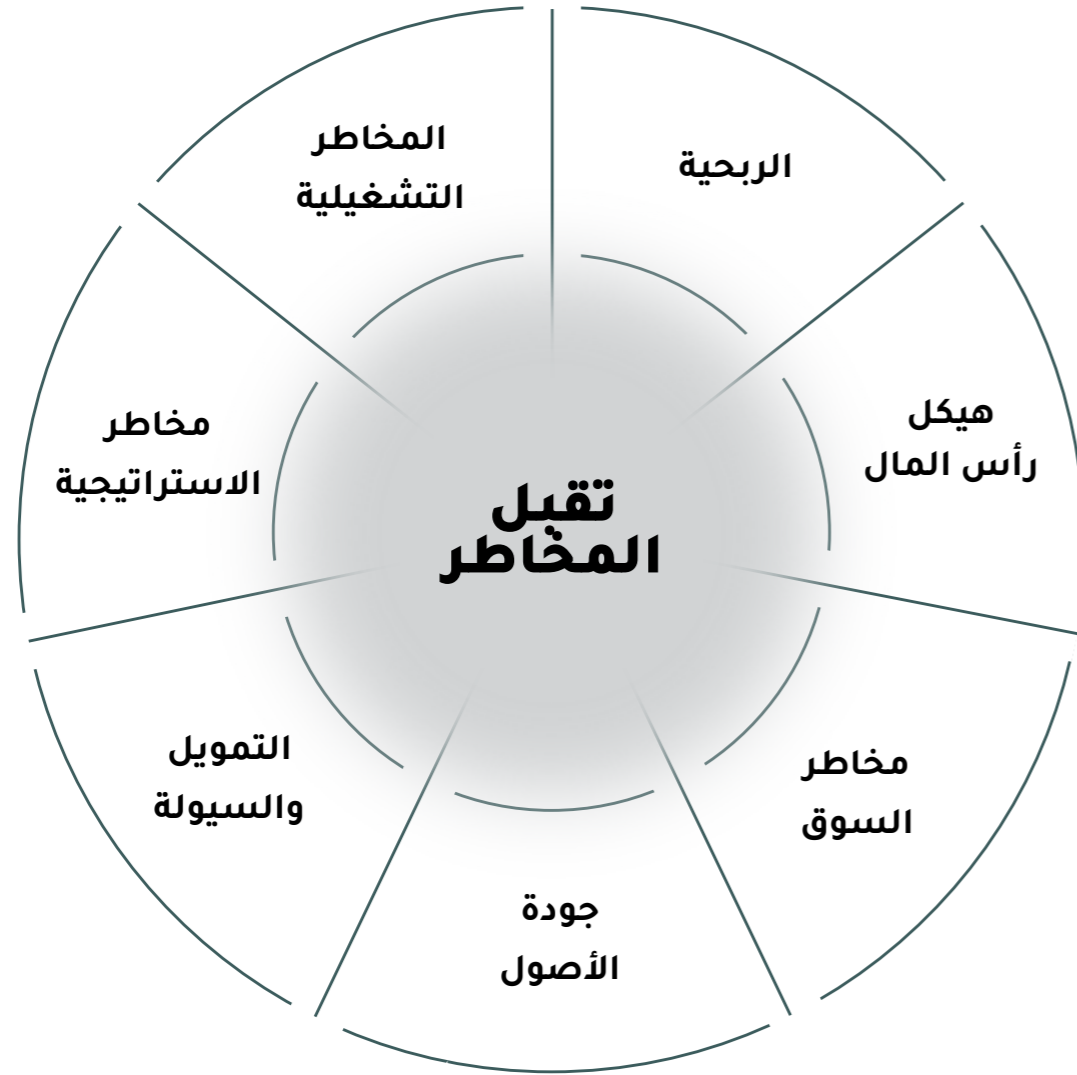 تقبل
المخاطر
الربحية
هيكل
رأس المال
مخاطر
السوق
جودة
الأصول
التمويل
والسيولة
مخاطر
الاستراتيجية
المخاطر
التشغيلية